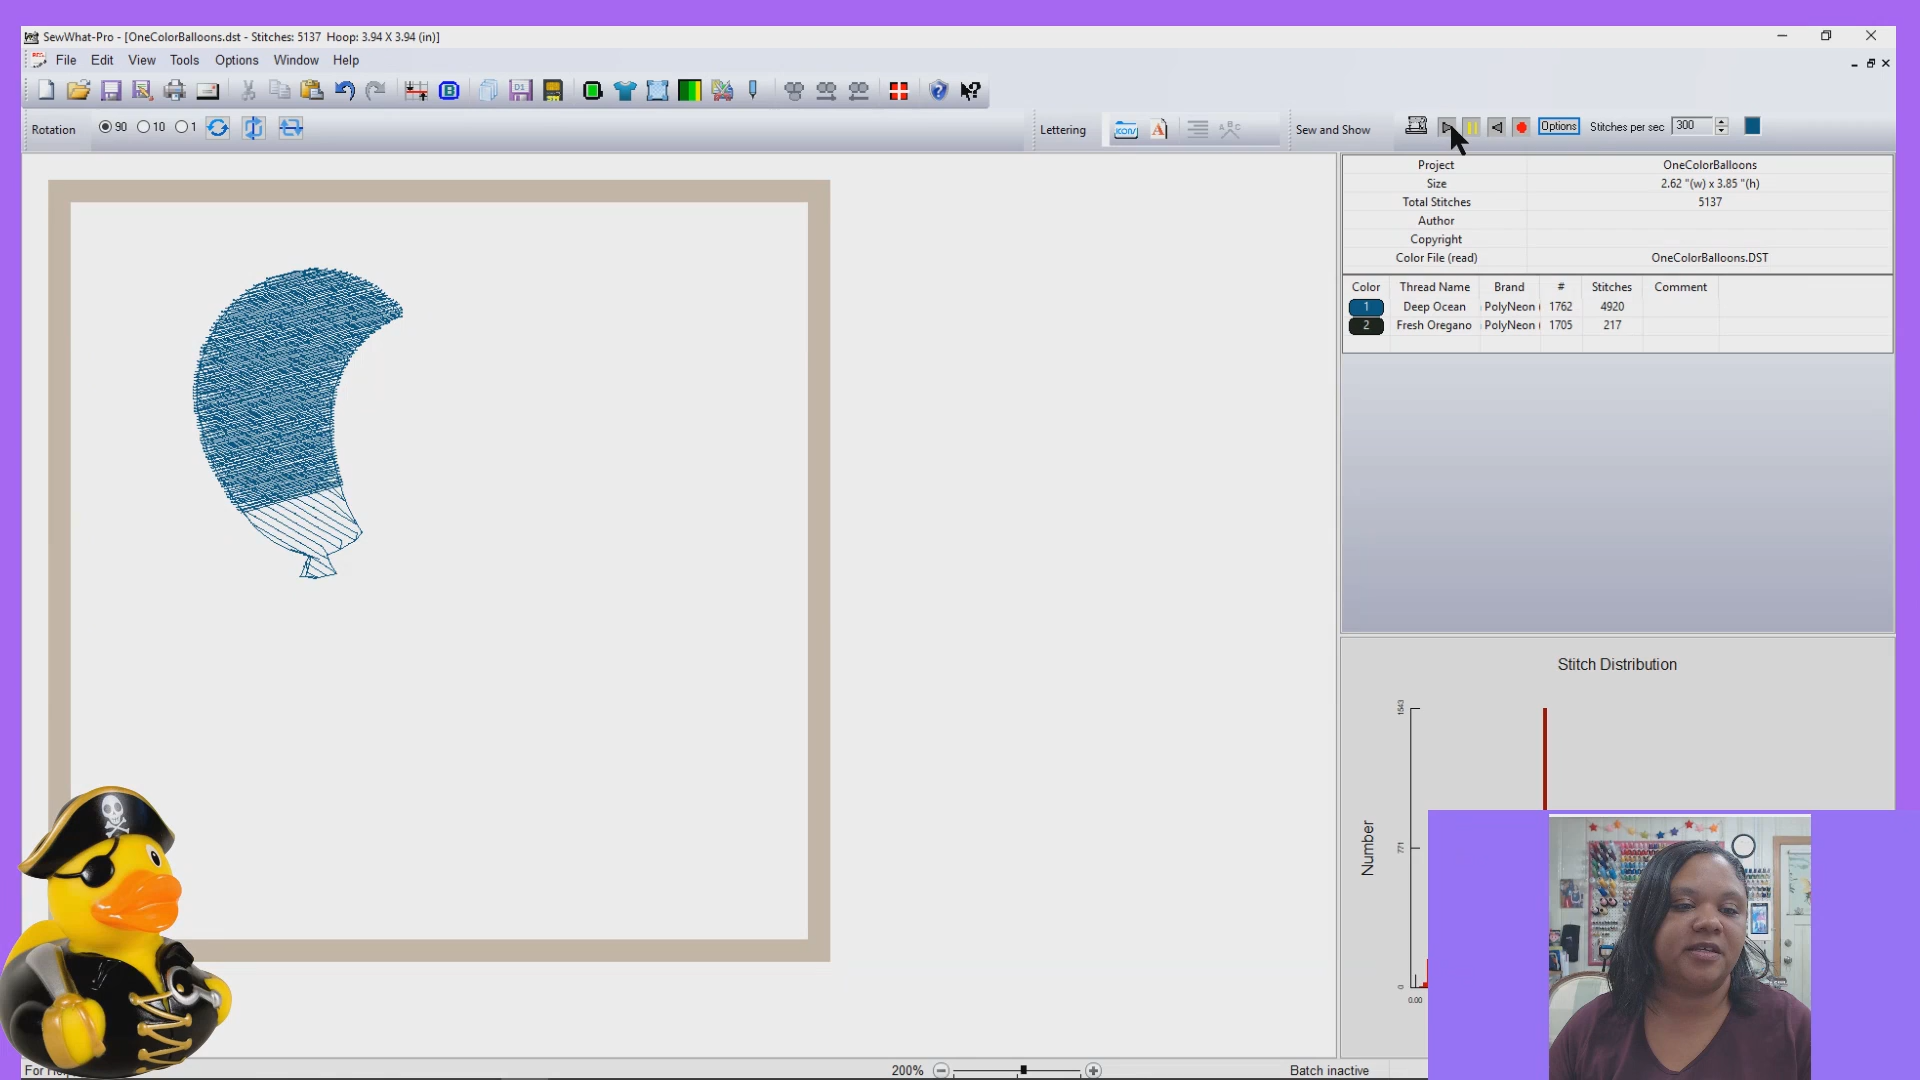 SewWhat-Pro - [OneColorBalloons.dst - Stitches: 5137 Hoop: 3.94 X 3.94 (in)]
File Edit View Tools Options Window Help
Rotation 90 10 1 Lettering Sew and Show Options Stitches per sec 300
Project OneColorBalloons
Size 2.62 "(w) x 3.85 "(h)
Total Stitches 5137
Author
Copyright
Color File (read) OneColorBalloons.DST
Color Thread Name Brand # Stitches Comment
1 Deep Ocean PolyNeon 1762 4920
2 Fresh Oregano PolyNeon 1705 217
Stitch Distribution
1543
771
0
Number
0.00
200%
Batch inactive